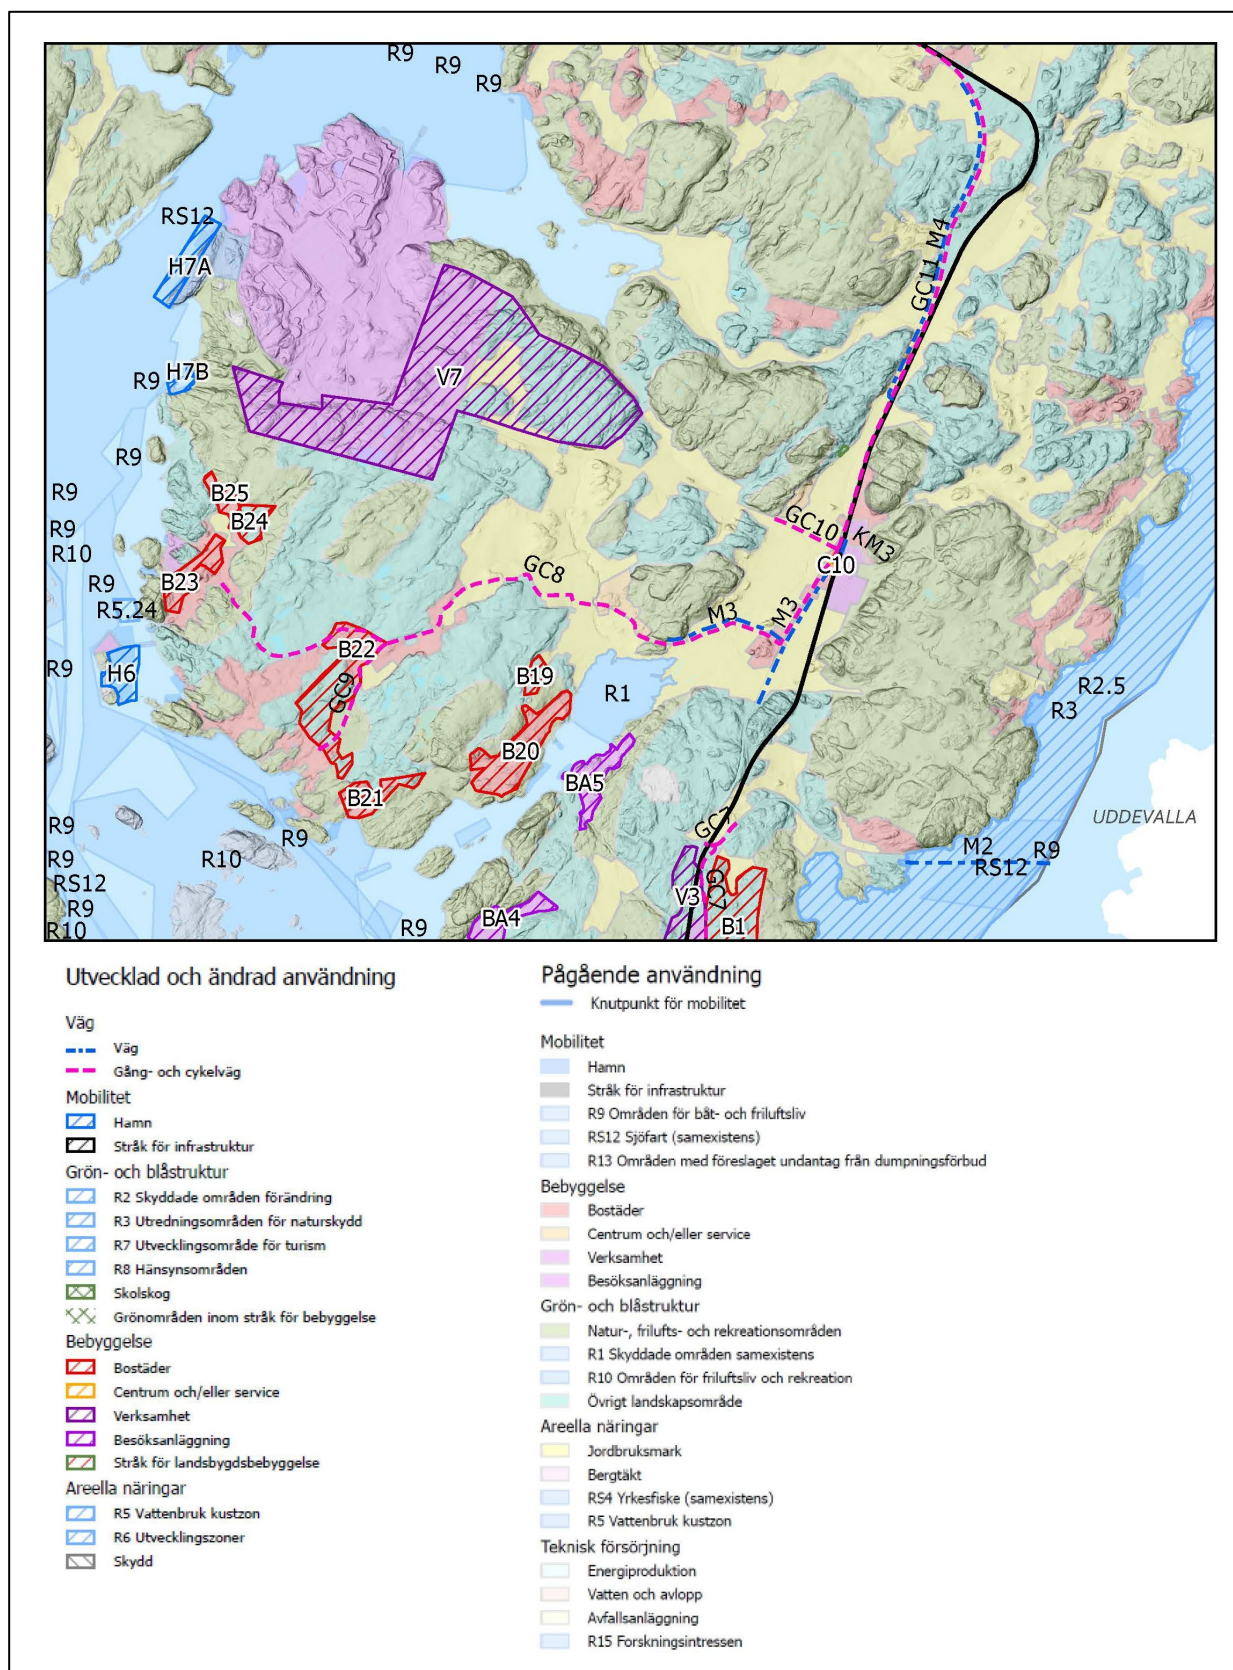 R9
R9
R9
RS12
H7A
M4
GC11
H7B
R9
V7
R9
B25
R9
B24
R9
GC10
KM3
R10
C10
B23
GC8
R9
R5.24
M3
M3
B22
R9
H6
B19
GC9
R1
R2.5
R3
B20
BA5
B21
GC7
UDDEVALLA
R9
R9
M2
R9
R9
R10
RS12
RS12
GC7
V3
R9
BA4
B1
R9
R10
Utvecklad och ändrad användning
Väg
Väg
Gång- och cykelväg
Mobilitet
Hamn
Stråk för infrastruktur
Grön- och blåstruktur
R2 Skyddade områden förändring
R3 Utredningsområden för naturskydd
R7 Utvecklingsområde för turism
R8 Hänsynsområden
Skolskog
Grönområden inom stråk för bebyggelse
Bebyggelse
Bostäder
Centrum och/eller service
Verksamhet
Besöksanläggning
Stråk för landsbygdsbebyggelse
Areella näringar
R5 Vattenbruk kustzon
R6 Utvecklingszoner
Skydd
Pågående användning
Knutpunkt för mobilitet
Mobilitet
Hamn
Stråk för infrastruktur
R9 Områden för båt- och friluftsliv
RS12 Sjöfart (samexistens)
R13 Områden med föreslaget undantag från dumpningsförbud
Bebyggelse
Bostäder
Centrum och/eller service
Verksamhet
Besöksanläggning
Grön- och blåstruktur
Natur-, frilufts- och rekreationsområden
R1 Skyddade områden samexistens
R10 Områden för friluftsliv och rekreation
Övrigt landskapsområde
Areella näringar
Jordbruksmark
Bergtäkt
RS4 Yrkesfiske (samexistens)
R5 Vattenbruk kustzon
Teknisk försörjning
Energiproduktion
Vatten och avlopp
Avfallsanläggning
R15 Forskningsintressen